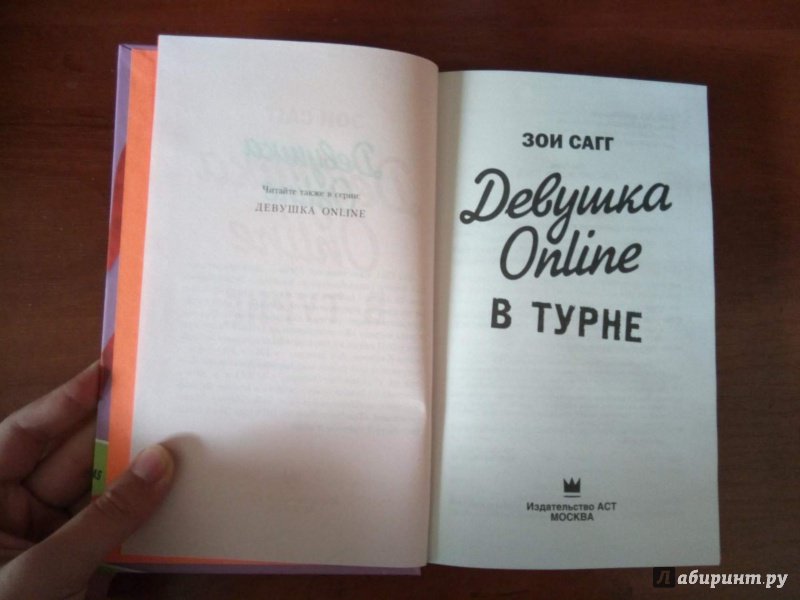 Читайте также в серии:
ДЕВУШКА ONLINE
ЗОИ САГГ
Девушка
Online
В ТУРНЕ
Издательство АСТ
МОСКВА
Лабиринт.ру